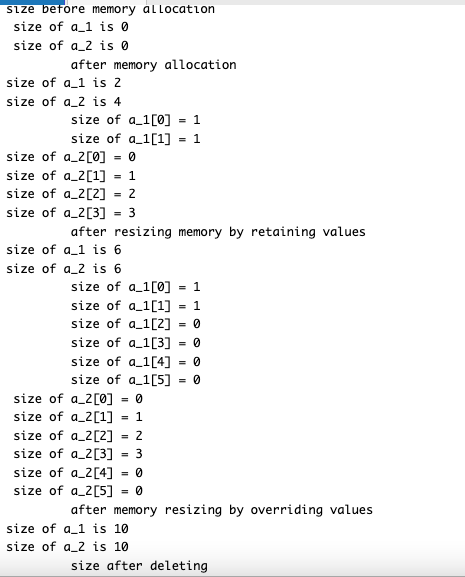 size before memory allocation
size of a_1 is 0
size of a_2 is 0
after memory allocation
size of a_1 is 2
size of a_2 is 4
size of a_1[0] = 1
size of a_1[1] = 1
size of a_2[0] = 0
size of a_2[1] = 1
size of a_2[2] = 2
size of a_2[3] = 3
after resizing memory by retaining values
size of a_1 is 6
size of a_2 is 6
size of a_1[0] = 1
size of a_1[1] = 1
size of a_1[2] = 0
size of a_1[3] = 0
size of a_1[4] = 0
size of a_1[5] = 0
size of a_2[0] = 0
size of a_2[1] = 1
size of a_2[2] = 2
size of a_2[3] = 3
size of a_2[4] = 0
size of a_2[5] = 0
after memory resizing by overriding values
size of a_1 is 10
size of a_2 is 10
size after deleting